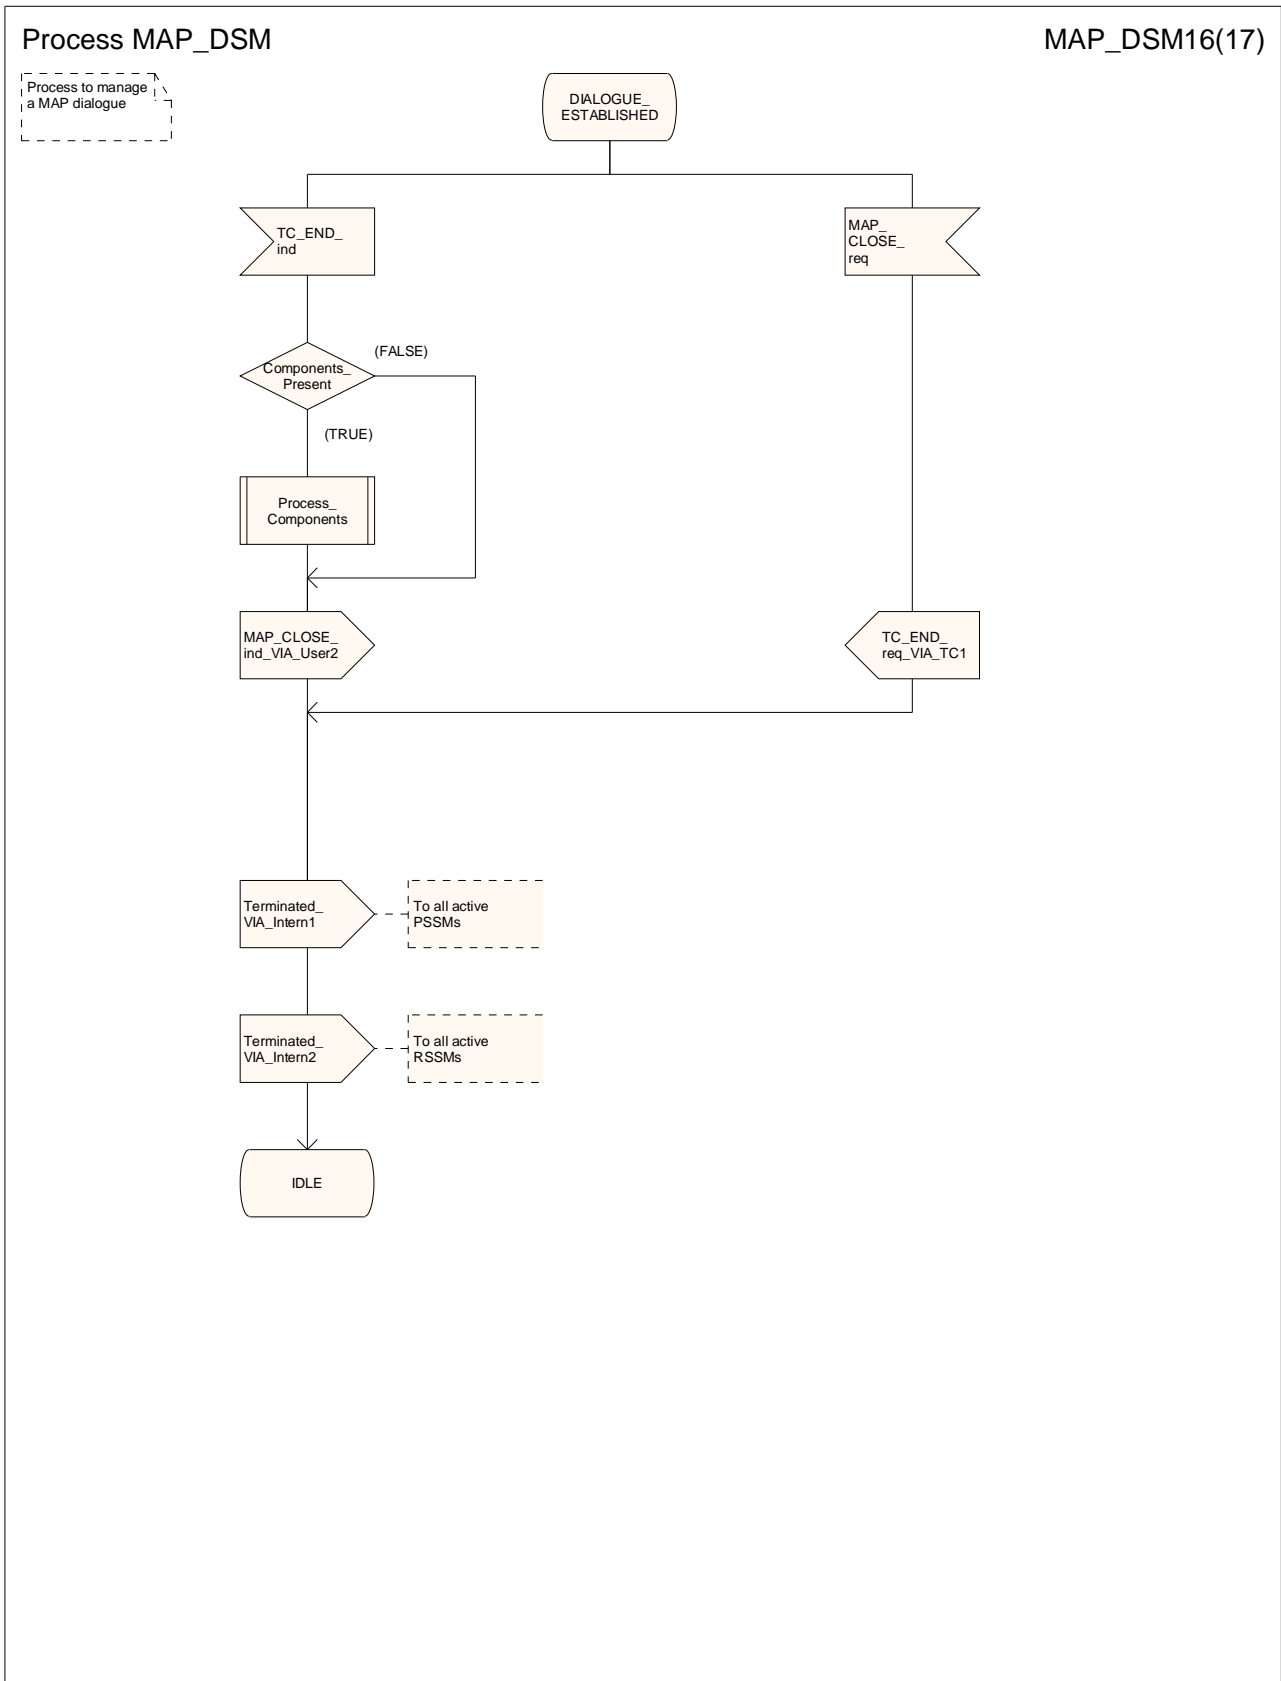 Process MAP_DSM
MAP_DSM16(17)
Process to manage
a MAP dialogue
DIALOGUE_
ESTABLISHED
TC_END_
ind
MAP_
CLOSE_
req
(FALSE)
Components_
Present
(TRUE)
Process_
Components
MAP_CLOSE_
ind_VIA_User2
TC_END_
req_VIA_TC1
Terminated_
VIA_Intern1
To all active
PSSMs
Terminated_
VIA_Intern2
To all active
RSSMs
IDLE